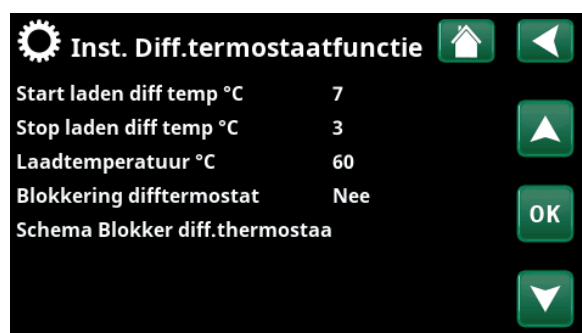 Inst. Diff.termostaatfunctie
Start laden diff temp °C 7
Stop laden diff temp °C 3
Laadtemperatuur °C 60
Blokkering difftermostat Nee
Schema Blokker diff.thermostaa
OK